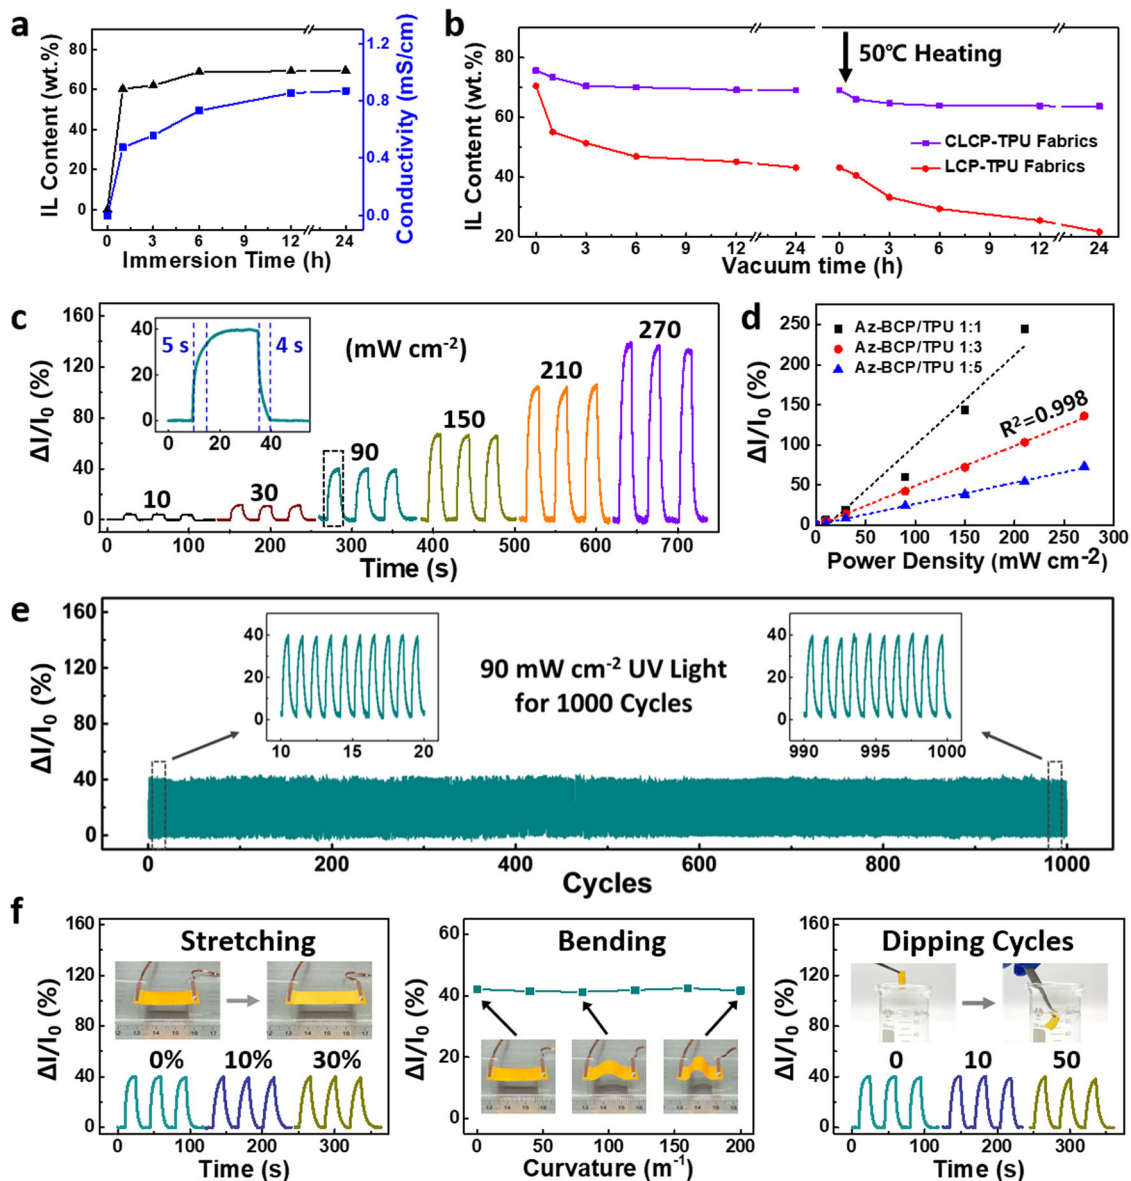 a
IL Content (wt.%)
80
60
40
20
0
1.2
0.8
0.4
0.0
Conductivity (mS/cm)
0 3 6 9 12 24
Immersion Time (h)
b
IL Content (wt.%)
80
60
40
20
50℃ Heating
CLCP-TPU Fabrics
LCP-TPU Fabrics
0 3 6 9 12 24 0 3 6 9 12 24
Vacuum time (h)
c
ΔI/I0 (%)
160
120
80
40
0
40
20
0
5 s
4 s
0 20 40
(mW cm-2)
10
30
90
150
210
270
0 100 200 300 400 500 600 700
Time (s)
d
ΔI/I0 (%)
250
200
150
100
50
0
Az-BCP/TPU 1:1
Az-BCP/TPU 1:3
Az-BCP/TPU 1:5
R2=0.998
0 100 200 300
Power Density (mW cm-2)
e
ΔI/I0 (%)
160
120
80
40
0
40
20
0
10 15 20
90 mW cm-2 UV Light
for 1000 Cycles
40
20
0
990 995 1000
0 200 400 600 800 1000
Cycles
f
ΔI/I0 (%)
160
120
80
40
0
Stretching
0% 10% 30%
0 100 200 300
Time (s)
ΔI/I0 (%)
60
40
20
0
Bending
0 40 80 120 160 200
Curvature (m-1)
ΔI/I0 (%)
160
120
80
40
0
Dipping Cycles
0 10 50
0 100 200 300
Time (s)